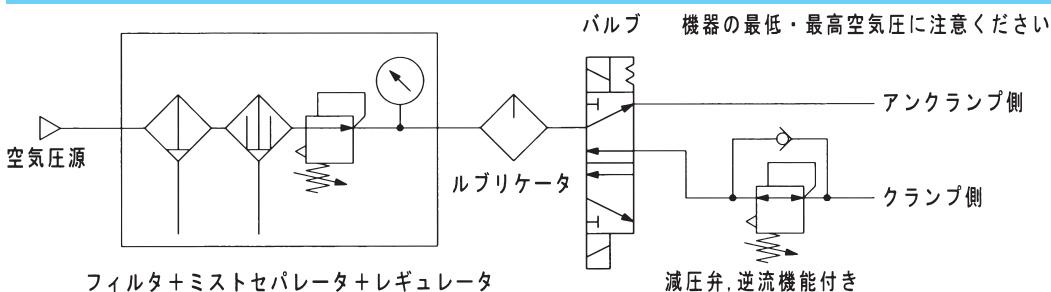 バルブ 機器の最低・最高空気圧に注意ください
アンクランプ側
空気圧源
ルブリケータ
クランプ側
フィルタ+ミストセパレータ+レギュレータ
減圧弁,逆流機能付き